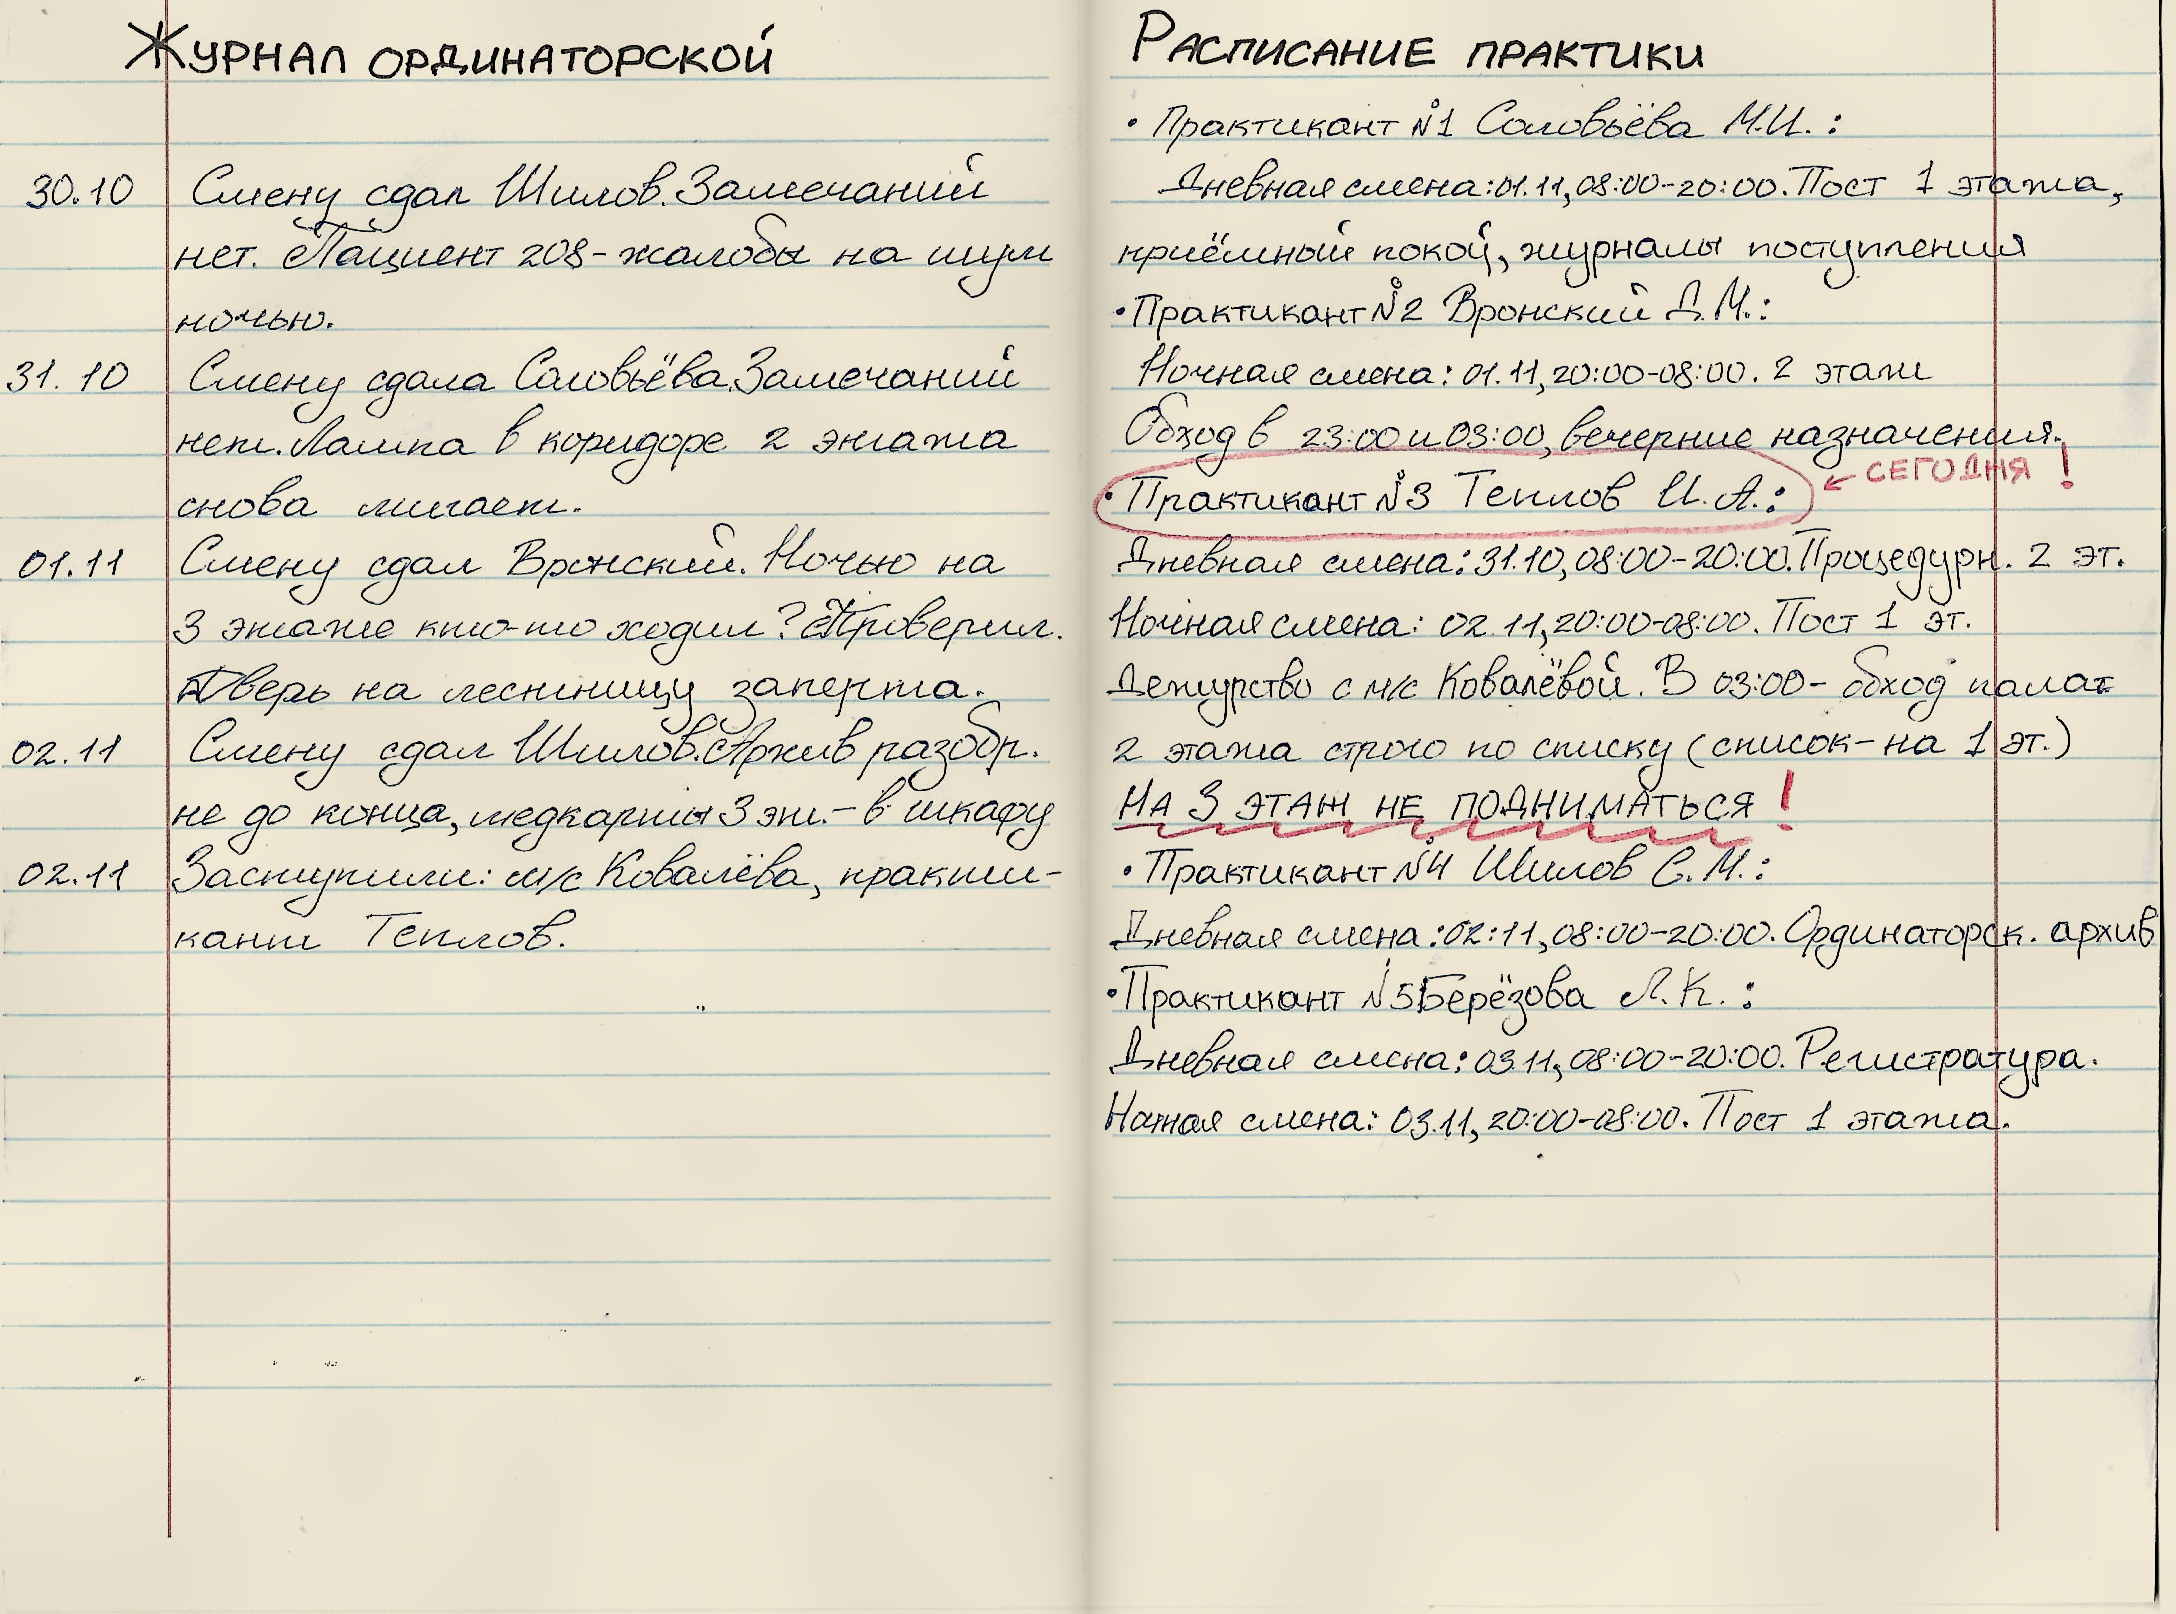 Журнал ординаторской
30.10 Смену сдал Шилов. Замечаний
нет. Пациент 208 - жалобы на шум
ночью.
31.10 Смену сдала Соловьёва. Замечаний
нет. Лампа в коридоре 2 этажа
снова мигает.
01.11 Смену сдал Вронский. Ночью на
3 этаже кто-то ходил? Проверил.
Дверь на лестницу заперта.
02.11 Смену сдал Шилов. Архив разобр.
не до конца, медкарты 3 эт. - в шкафу
02.11 Заступили: м/с Ковалёва, практи-
кант Теплов.
Расписание практики
• Практикант №1 Соловьёва М.И.:
Дневная смена: 01.11, 08:00-20:00. Пост 1 этажа,
приёмный покой, журналы поступления
• Практикант №2 Вронский Д.М.:
Ночная смена: 01.11, 20:00-08:00. 2 этаж
Обход в 23:00 и 03:00, вечерние назначения.
• Практикант №3 Теплов И.А.: ← СЕГОДНЯ!
Дневная смена: 31.10, 08:00-20:00. Процедурн. 2 эт.
Ночная смена: 02.11, 20:00-08:00. Пост 1 эт.
Дежурство с м/с Ковалёвой. В 03:00 - обход палат
2 этажа строго по списку (список - на 1 эт.)
НА 3 ЭТАЖ НЕ ПОДНИМАТЬСЯ!
• Практикант №4 Шилов С.М.:
Дневная смена: 02:11, 08:00-20:00. Ординаторск. архив
• Практикант №5 Берёзова Л.К.:
Дневная смена: 03.11, 08:00-20:00. Регистратура.
Ночная смена: 03.11, 20:00-08:00. Пост 1 этажа.